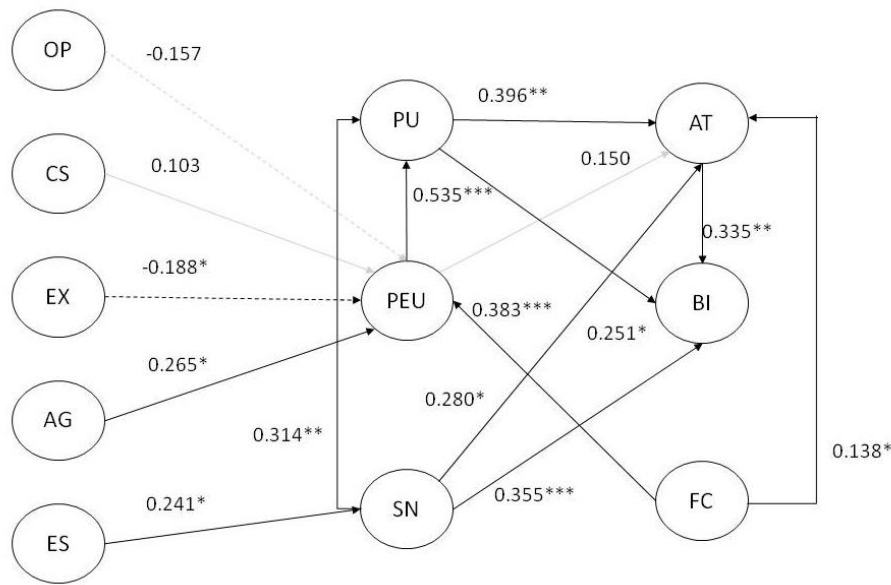 OP
-0.157
0.396**
PU
AT
CS
0.103
0.150
0.535***
0.335**
-0.188*
EX
PEU
0.383***
BI
0.251*
0.265*
0.280*
AG
0.314**
0.138*
0.241*
0.355***
SN
FC
ES